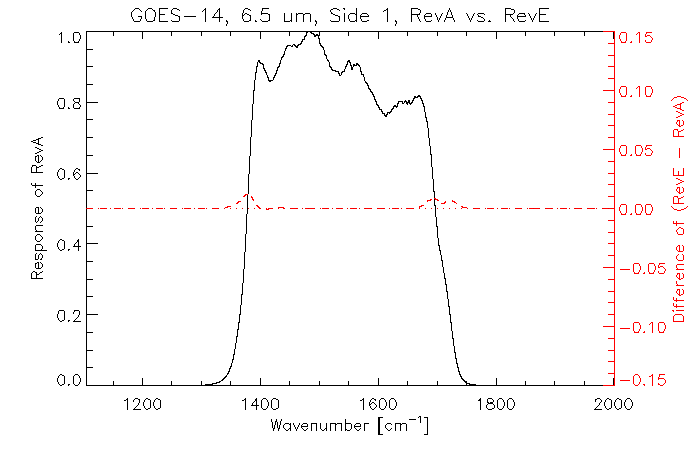 GOES-14, 6.5 um, Side 1, RevA vs. RevE
1.0
0.8
0.6
0.4
0.2
0.0
Response of RevA
0.15
0.10
0.05
0.00
-0.05
-0.10
-0.15
Difference of (RevE - RevA)
1200 1400 1600 1800 2000
Wavenumber [cm⁻¹]